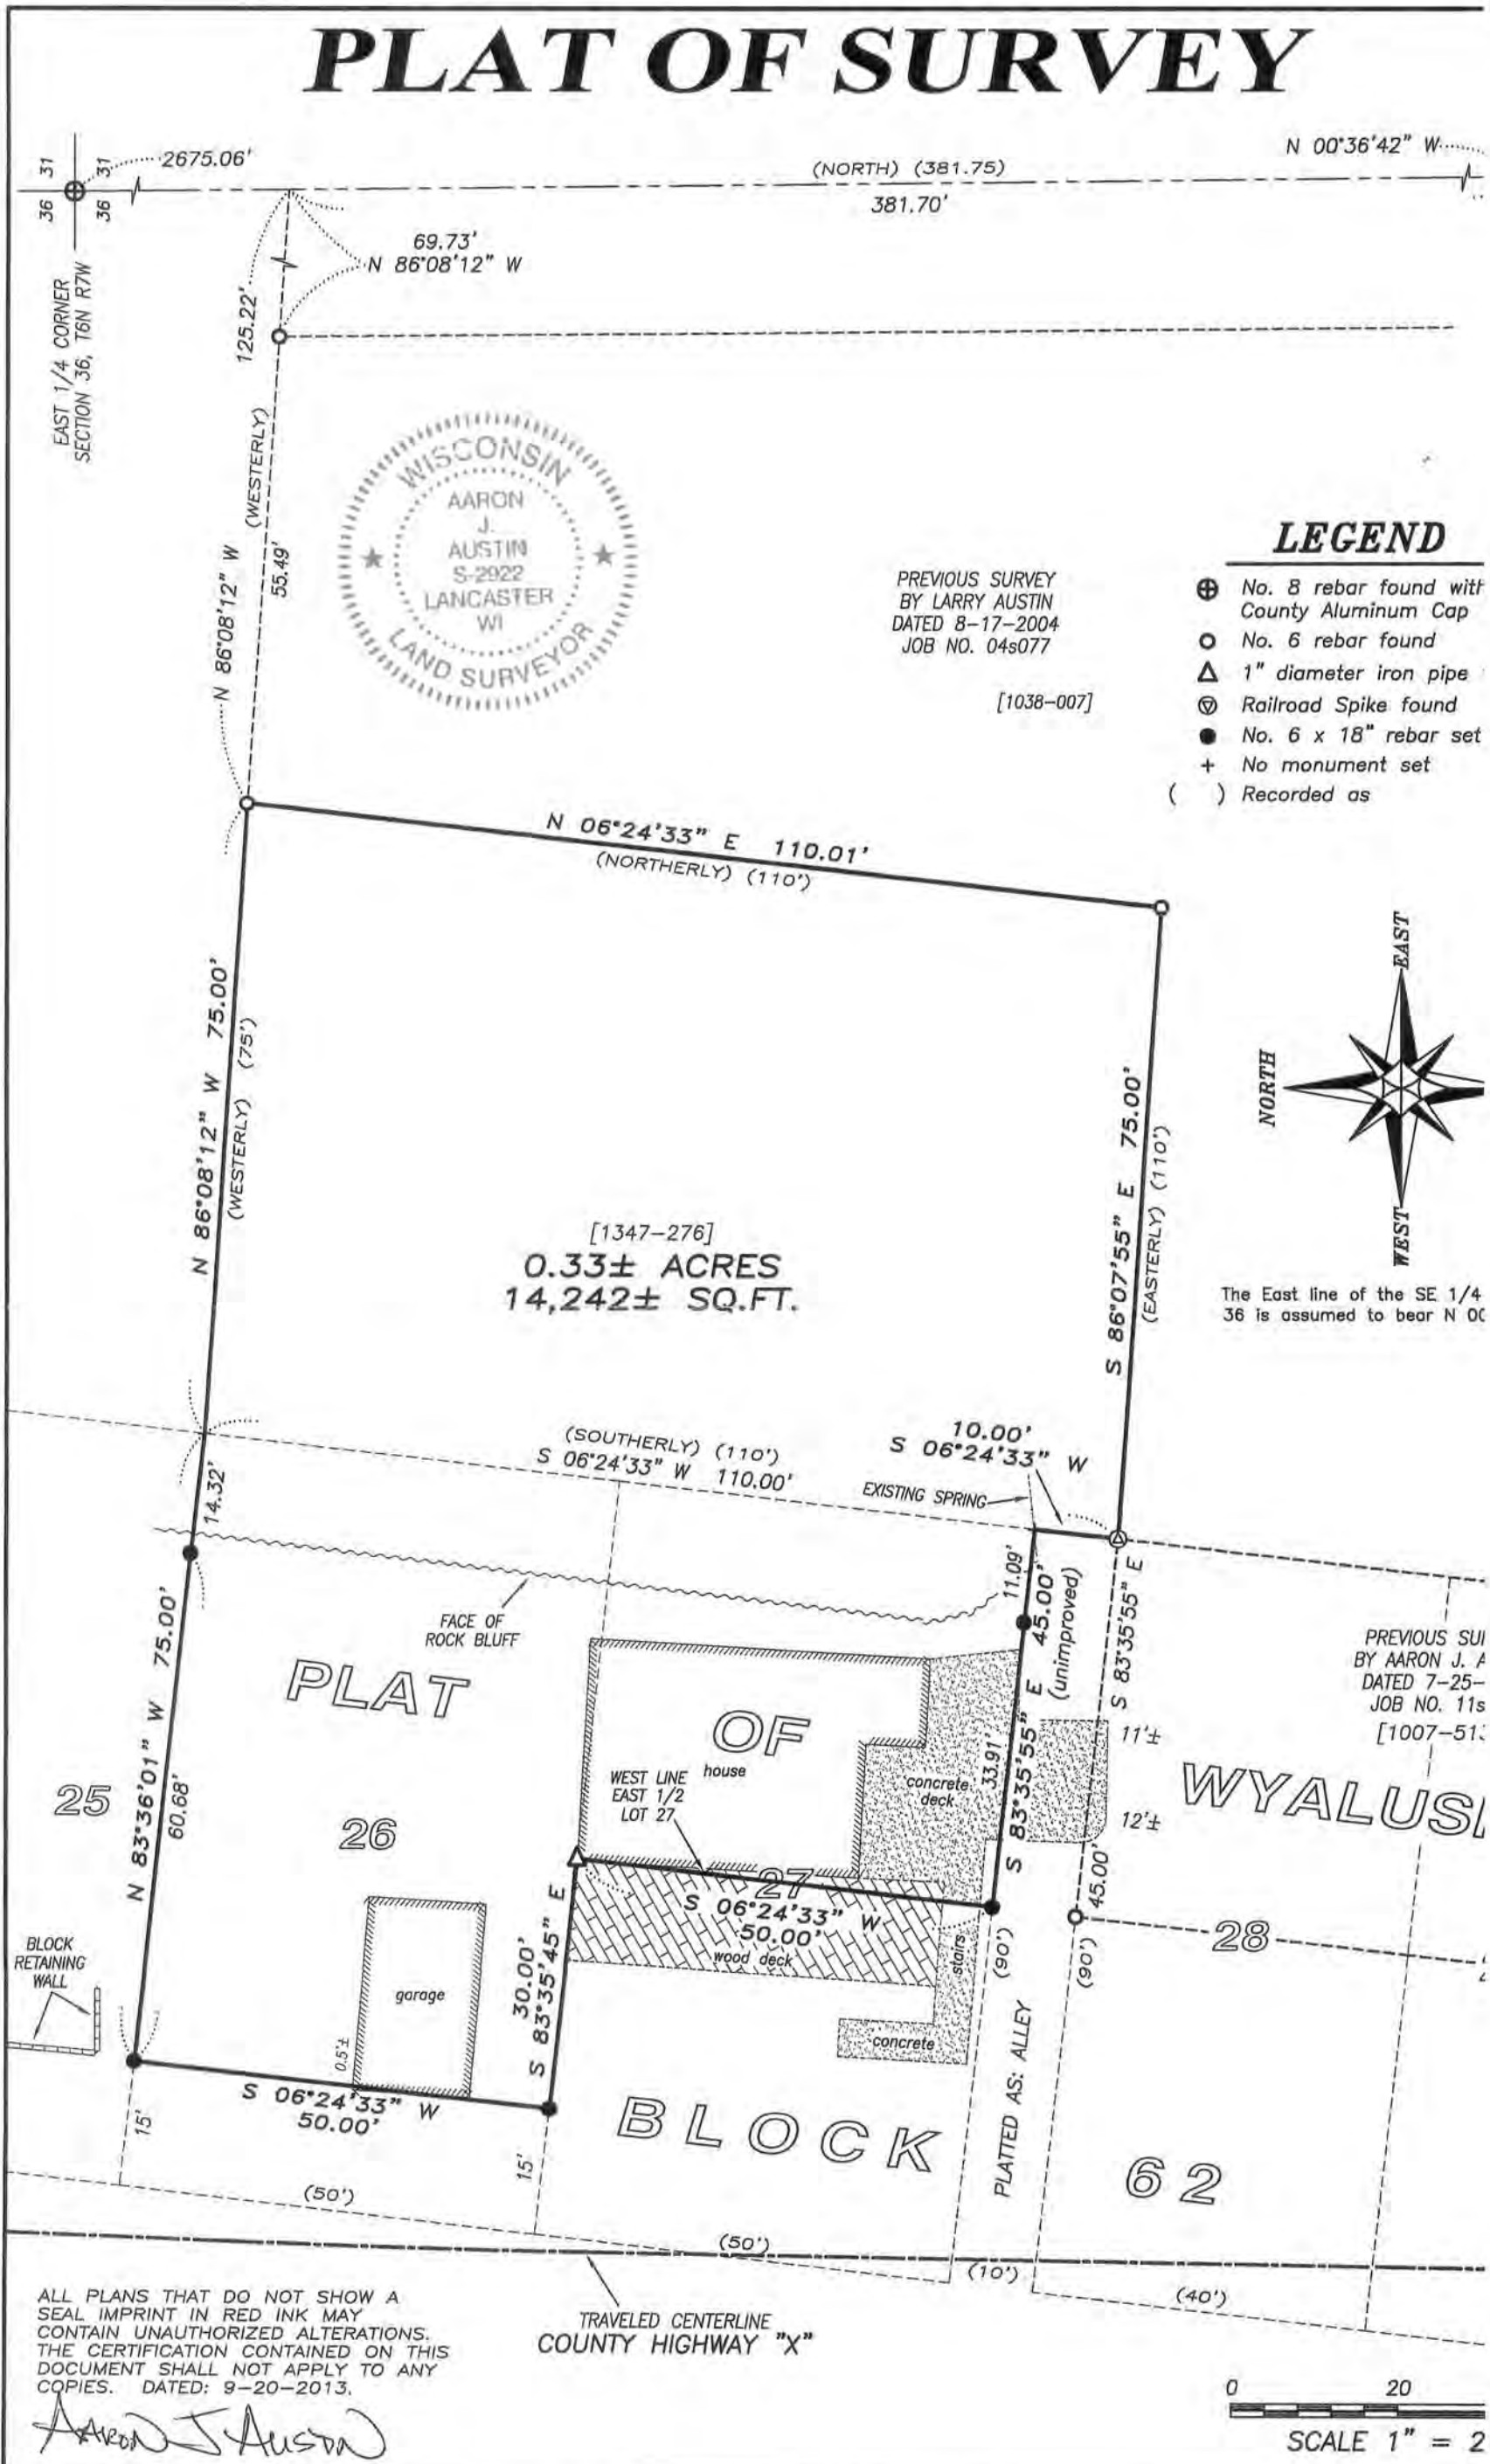 PLAT OF SURVEY
36 31
36 31
2675.06'
(NORTH) (381.75)
381.70'
N 00°36'42" W
EAST 1/4 CORNER
SECTION 36, T6N R7W
69.73'
N 86°08'12" W
125.22'
(WESTERLY)
N 86°08'12" W
55.49'
WISCONSIN
AARON
J.
AUSTIN
S-2922
LANCASTER
WI
LAND SURVEYOR
PREVIOUS SURVEY
BY LARRY AUSTIN
DATED 8-17-2004
JOB NO. 04s077
[1038-007]
LEGEND
No. 8 rebar found with
County Aluminum Cap
No. 6 rebar found
1" diameter iron pipe
Railroad Spike found
No. 6 x 18" rebar set
+ No monument set
( ) Recorded as
N 06°24'33" E 110.01'
(NORTHERLY) (110')
N 86°08'12" W 75.00'
(WESTERLY) (75')
S 86°07'55" E 75.00'
(EASTERLY) (110')
EAST
NORTH
WEST
The East line of the SE 1/4
36 is assumed to bear N 00
[1347-276]
0.33± ACRES
14,242± SQ.FT.
(SOUTHERLY) (110')
S 06°24'33" W 110.00'
10.00'
S 06°24'33" W
EXISTING SPRING
14.32'
11.09'
45.00'
(unimproved)
S 83°35'55" E
FACE OF
ROCK BLUFF
N 83°36'01" W 75.00'
60.68'
PLAT
OF
house
WEST LINE
EAST 1/2
LOT 27
concrete
deck
33.91'
S 83°35'55" E
11'±
12'±
45.00'
PREVIOUS SU
BY AARON J. A
DATED 7-25-
JOB NO. 11s
[1007-51
WYALUSI
25
26
27
28
S 06°24'33" W
50.00'
wood deck
stairs
(90')
(90')
BLOCK
RETAINING
WALL
garage
0.5'±
30.00'
S 83°35'45" E
concrete
PLATTED AS: ALLEY
S 06°24'33" W
50.00'
15'
15'
BLOCK
62
(50')
(50')
(10')
(40')
TRAVELED CENTERLINE
COUNTY HIGHWAY "X"
ALL PLANS THAT DO NOT SHOW A
SEAL IMPRINT IN RED INK MAY
CONTAIN UNAUTHORIZED ALTERATIONS.
THE CERTIFICATION CONTAINED ON THIS
DOCUMENT SHALL NOT APPLY TO ANY
COPIES. DATED: 9-20-2013.
AARON J AUSTIN
0 20
SCALE 1" = 2